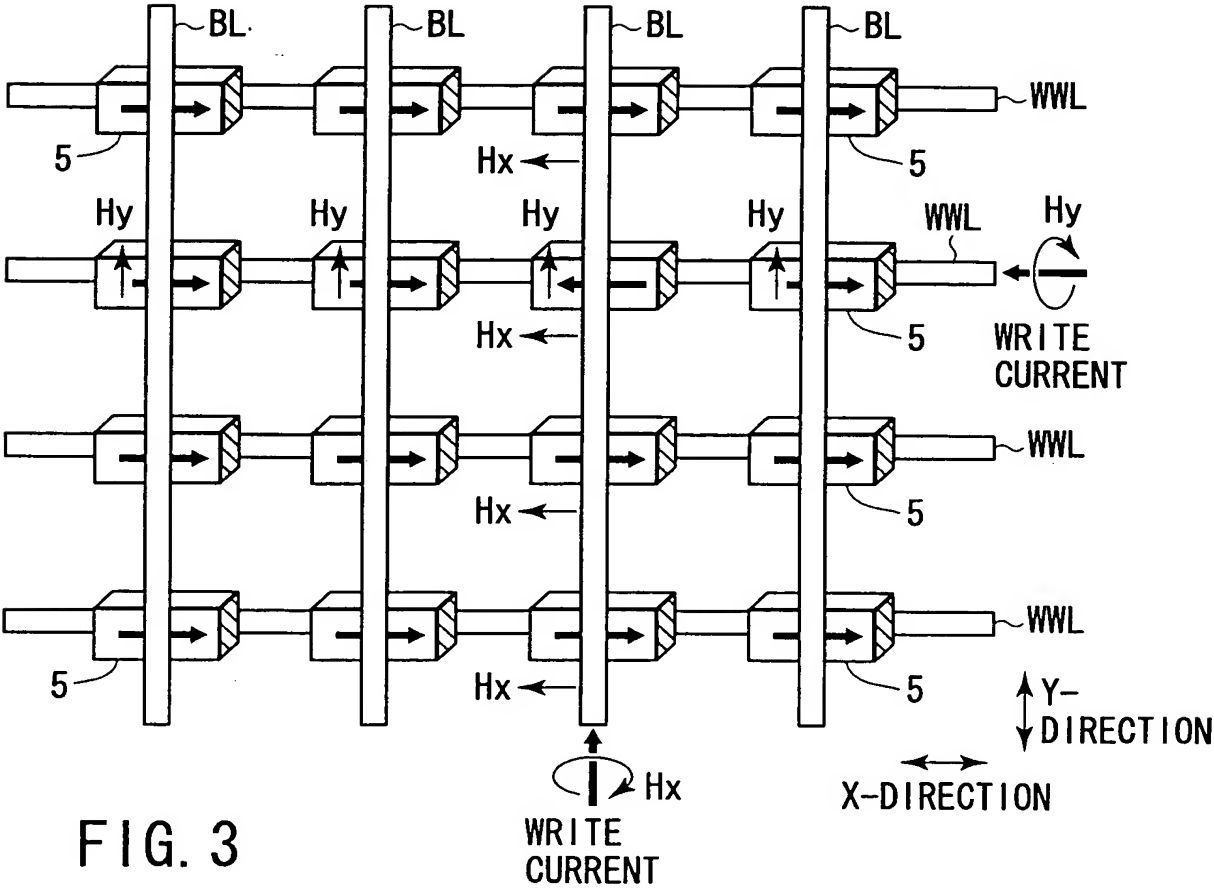 BL
BL
BL
BL
WWL
5
Hx
5
Hy
Hy
Hy
Hy
WWL
Hy
Hx
5
WRITE
CURRENT
WWL
Hx
5
WWL
5
Hx
5
Y-
DIRECTION
Hx
X-DIRECTION
WRITE
CURRENT
FIG. 3